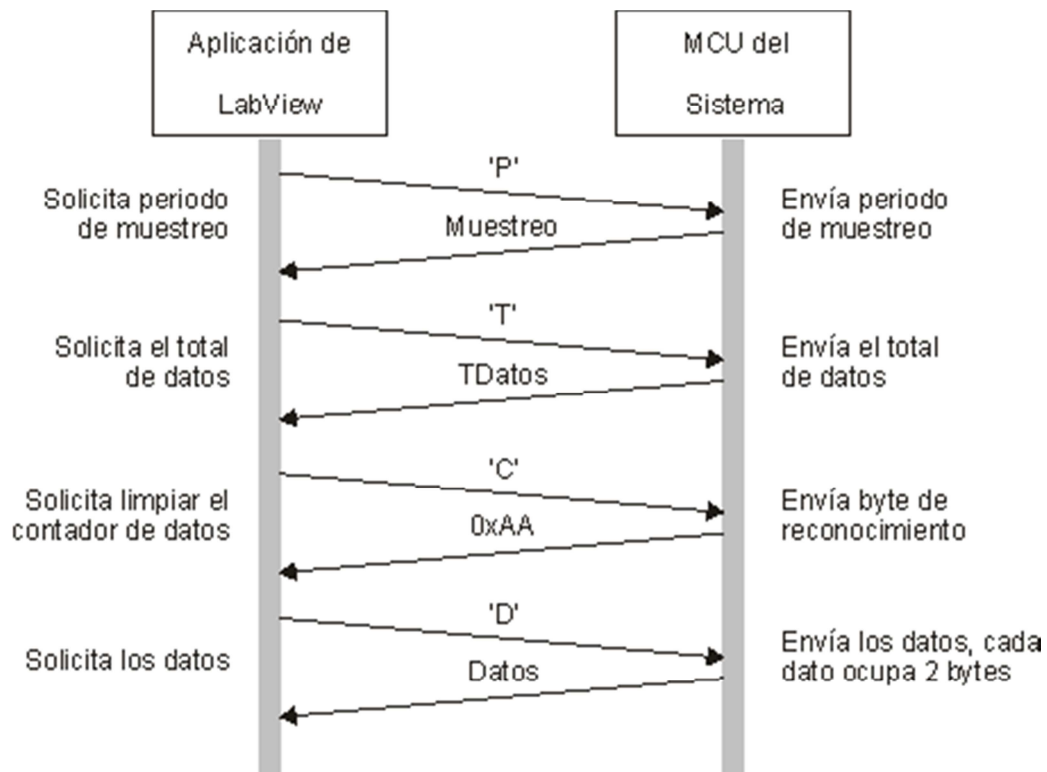 Aplicación de
LabView
MCU del
Sistema
'P'
Solicita periodo
de muestreo
Muestreo
Envía periodo
de muestreo
'T'
Solicita el total
de datos
TDatos
Envía el total
de datos
'C'
Solicita limpiar el
contador de datos
0xAA
Envía byte de
reconocimiento
'D'
Solicita los datos
Datos
Envía los datos, cada
dato ocupa 2 bytes